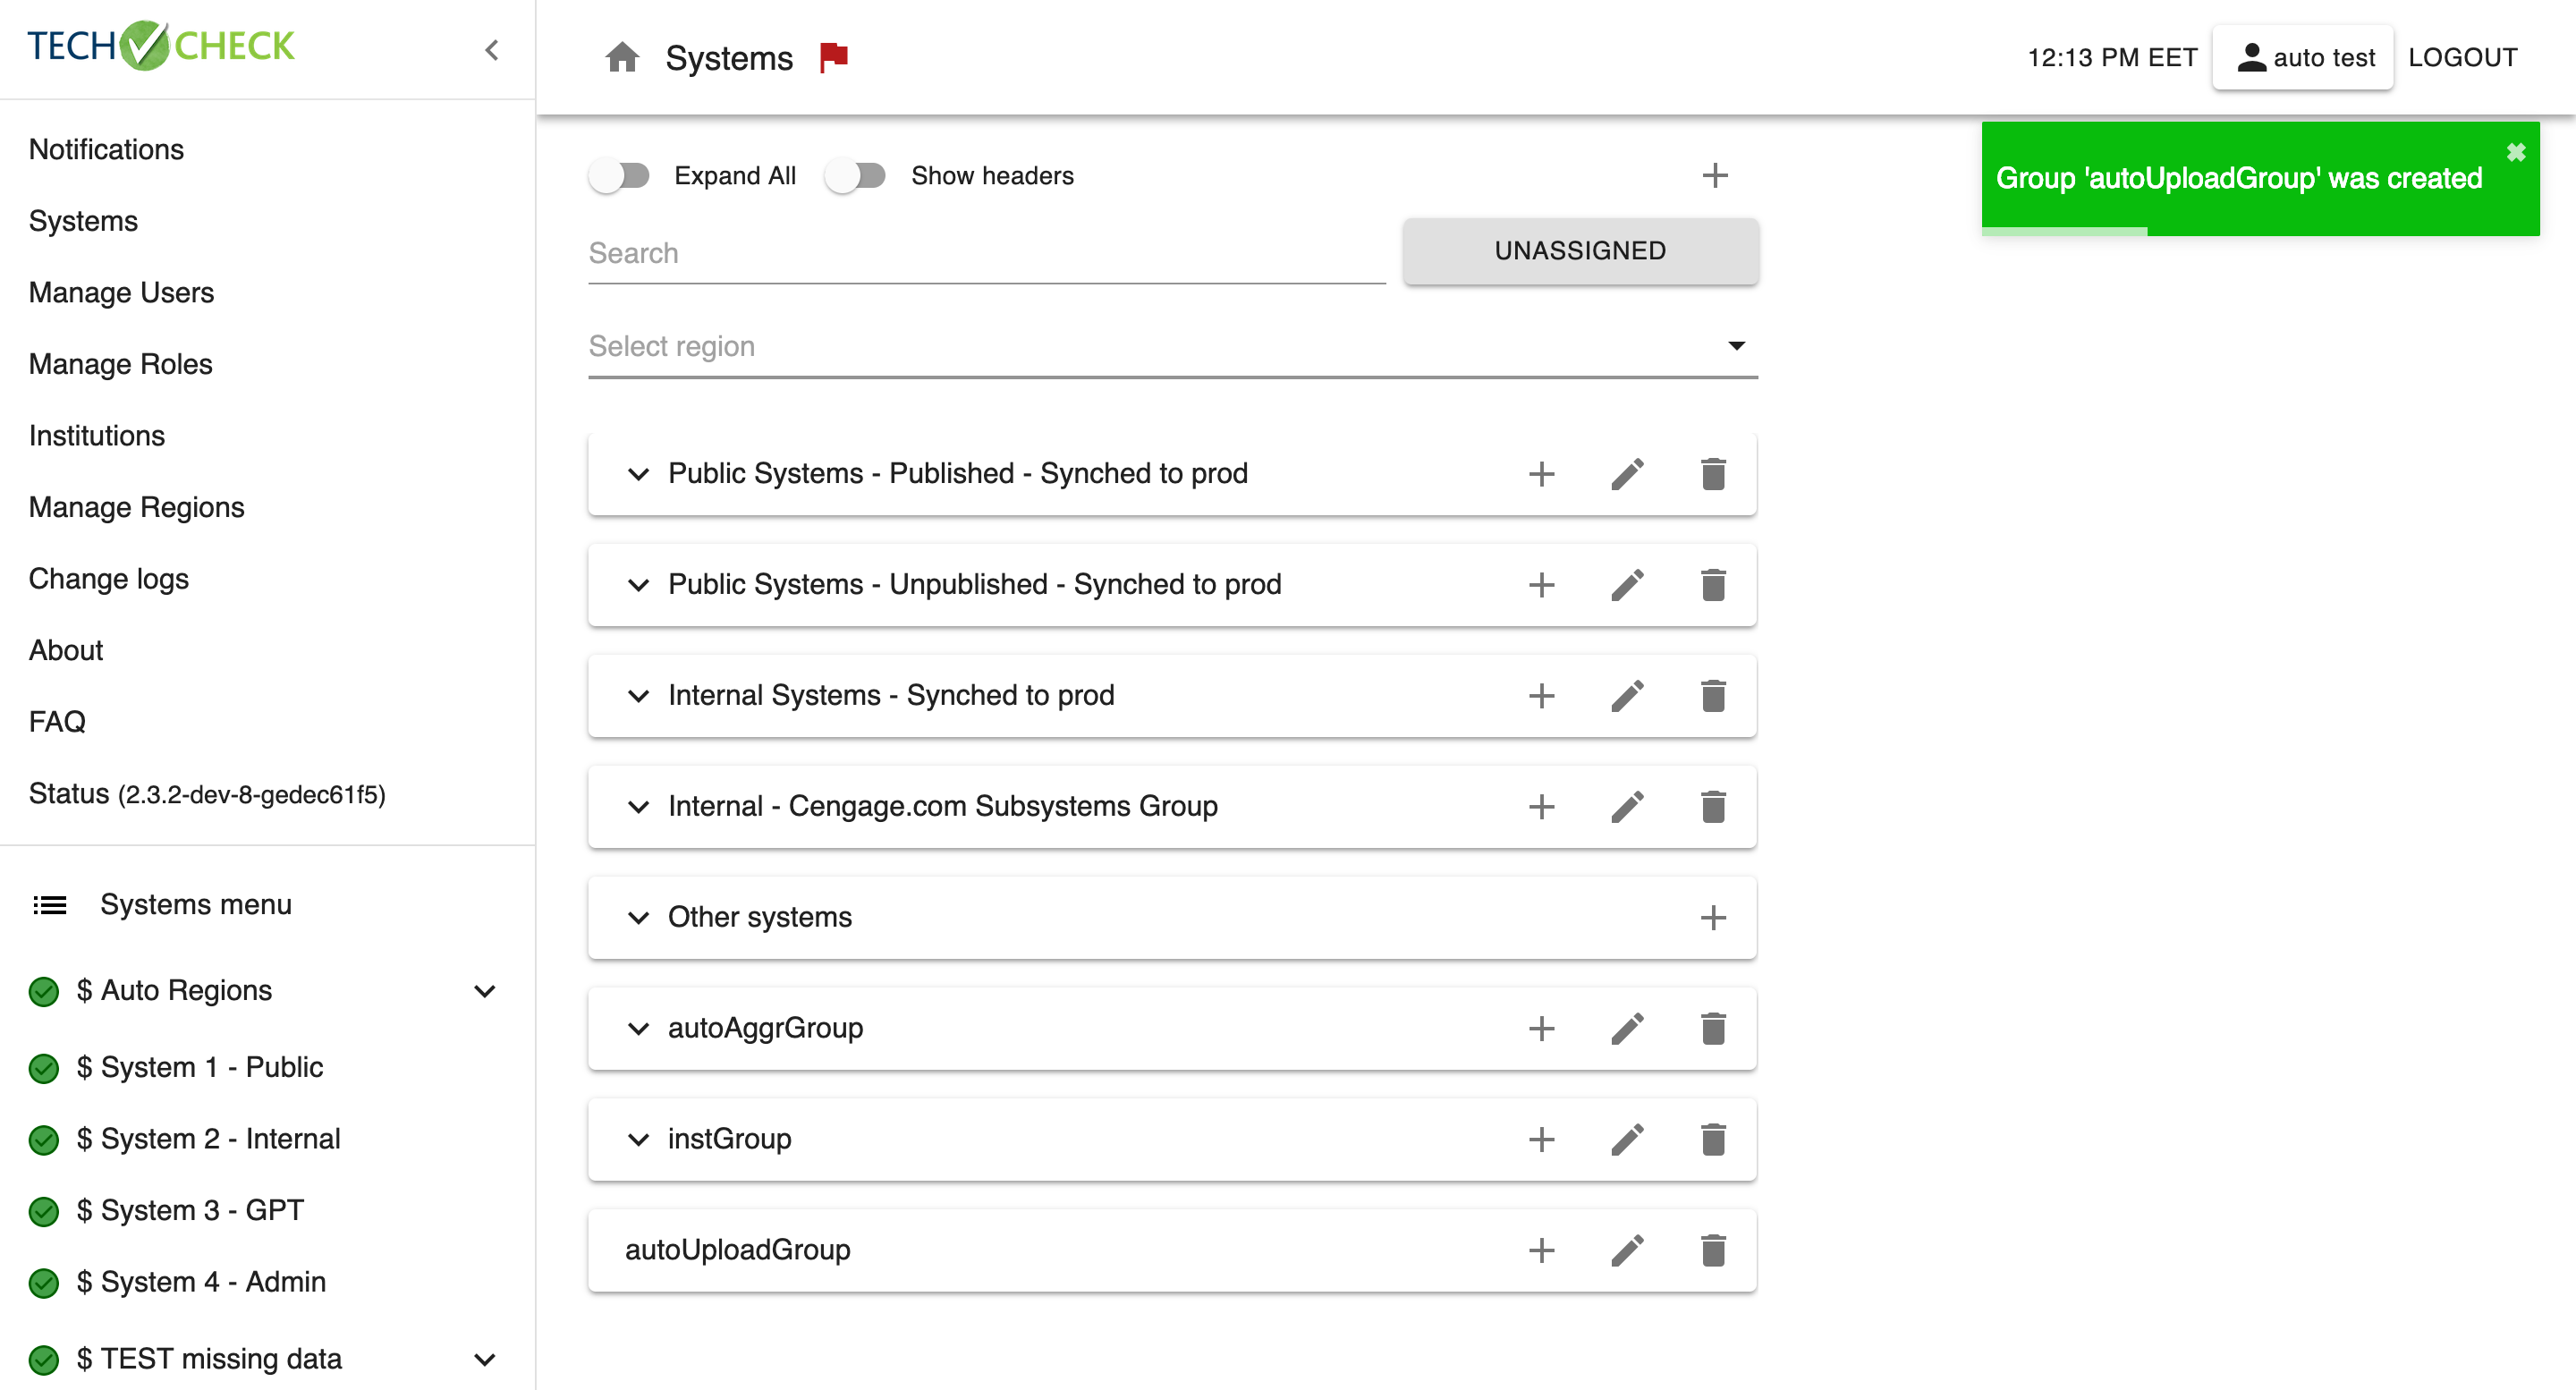 TECH CHECK
Notifications
Systems
Manage Users
Manage Roles
Institutions
Manage Regions
Change logs
About
FAQ
Status (2.3.2-dev-8-gedec61f5)
Systems menu
$ Auto Regions
$ System 1 - Public
$ System 2 - Internal
$ System 3 - GPT
$ System 4 - Admin
$ TEST missing data
Systems
12:13 PM EET
auto test
LOGOUT
Group 'autoUploadGroup' was created
Expand All
Show headers
Search
UNASSIGNED
Select region
Public Systems - Published - Synched to prod
Public Systems - Unpublished - Synched to prod
Internal Systems - Synched to prod
Internal - Cengage.com Subsystems Group
Other systems
autoAggrGroup
instGroup
autoUploadGroup